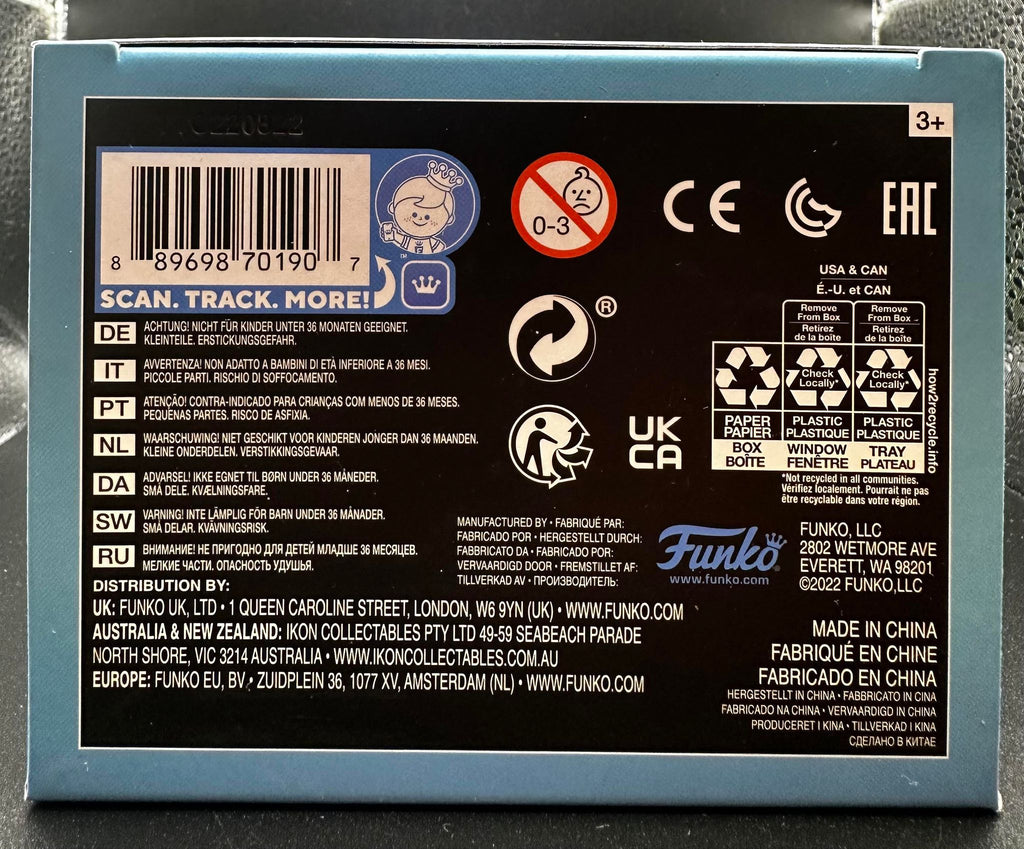 3+
8 89698 70190 7
SCAN. TRACK. MORE!
™
0-3
CE
EAC
®
UK
CA
USA & CAN
É.-U. et CAN
Remove
From Box
Retirez
de la boîte
Remove
From Box
Retirez
de la boîte
Check
Locally*
Check
Locally*
PAPER
PAPIER
PLASTIC
PLASTIQUE
PLASTIC
PLASTIQUE
BOX
BOÎTE
WINDOW
FENÊTRE
TRAY
PLATEAU
how2recycle.info
*Not recycled in all communities.
Vérifiez localement. Pourrait ne pas
être recyclable dans votre région.
DE ACHTUNG! NICHT FÜR KINDER UNTER 36 MONATEN GEEIGNET.
KLEINTEILE. ERSTICKUNGSGEFAHR.
IT AVVERTENZA! NON ADATTO A BAMBINI DI ETÀ INFERIORE A 36 MESI.
PICCOLE PARTI. RISCHIO DI SOFFOCAMENTO.
PT ATENÇÃO! CONTRA-INDICADO PARA CRIANÇAS COM MENOS DE 36 MESES.
PEQUENAS PARTES. RISCO DE ASFIXIA.
NL WAARSCHUWING! NIET GESCHIKT VOOR KINDEREN JONGER DAN 36 MAANDEN.
KLEINE ONDERDELEN. VERSTIKKINGSGEVAAR.
DA ADVARSEL! IKKE EGNET TIL BØRN UNDER 36 MÅNEDER.
SMÅ DELE. KVÆLNINGSFARE.
SW VARNING! INTE LÄMPLIG FÖR BARN UNDER 36 MÅNADER.
SMÅ DELAR. KVÄVNINGSRISK.
RU ВНИМАНИЕ! НЕ ПРИГОДНО ДЛЯ ДЕТЕЙ МЛАДШЕ 36 МЕСЯЦЕВ.
МЕЛКИЕ ЧАСТИ. ОПАСНОСТЬ УДУШЬЯ.
MANUFACTURED BY • FABRIQUÉ PAR:
FABRICADO POR • HERGESTELLT DURCH:
FABBRICATO DA • FABRICADO POR:
VERVAARDIGD DOOR • FREMSTILLET AF:
TILLVERKAD AV • ПРОИЗВОДИТЕЛЬ:
Funko
www.funko.com
FUNKO, LLC
2802 WETMORE AVE
EVERETT, WA 98201
©2022 FUNKO,LLC
DISTRIBUTION BY:
UK: FUNKO UK, LTD • 1 QUEEN CAROLINE STREET, LONDON, W6 9YN (UK) • WWW.FUNKO.COM
AUSTRALIA & NEW ZEALAND: IKON COLLECTABLES PTY LTD 49-59 SEABEACH PARADE
NORTH SHORE, VIC 3214 AUSTRALIA • WWW.IKONCOLLECTABLES.COM.AU
EUROPE: FUNKO EU, BV • ZUIDPLEIN 36, 1077 XV, AMSTERDAM (NL) • WWW.FUNKO.COM
MADE IN CHINA
FABRIQUÉ EN CHINE
FABRICADO EN CHINA
HERGESTELLT IN CHINA • FABBRICATO IN CINA
FABRICADO NA CHINA • VERVAARDIGD IN CHINA
PRODUCERET I KINA • TILLVERKAD I KINA
СДЕЛАНО В КИТАЕ